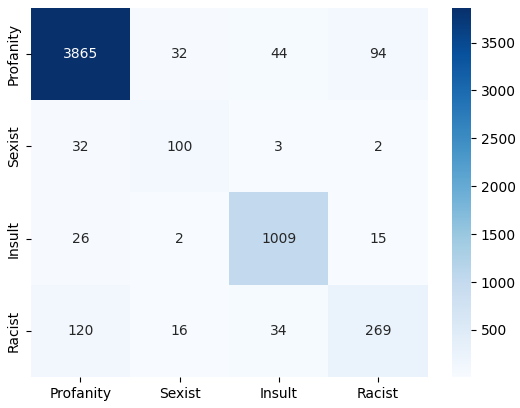 Profanity 3865 32 44 94
Sexist 32 100 3 2
Insult 26 2 1009 15
Racist 120 16 34 269
Profanity Sexist Insult Racist
3500
3000
2500
2000
1500
1000
500